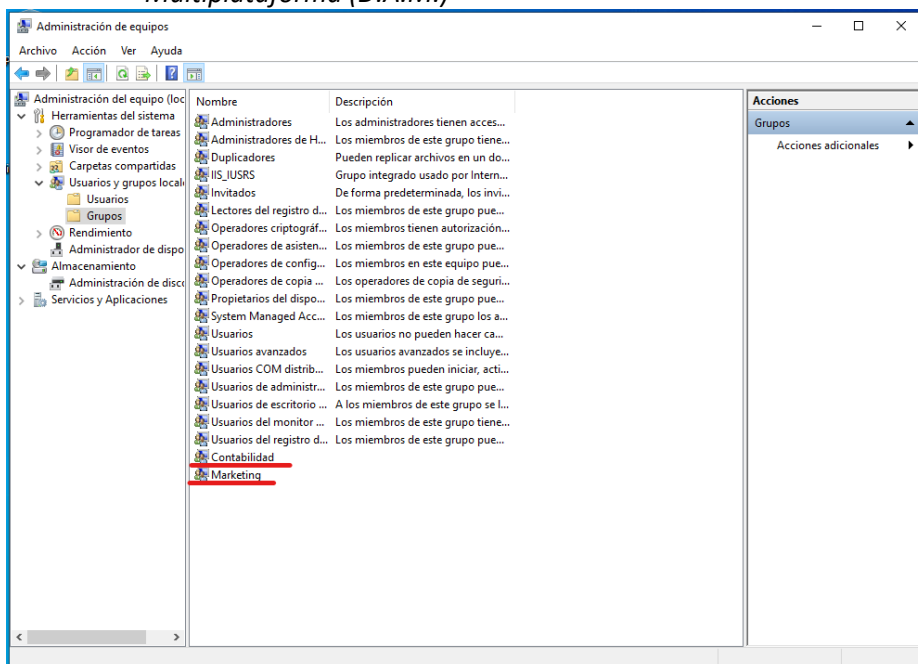 Multiplataforma (D.A.M.)
Administración de equipos
Archivo Acción Ver Ayuda
Administración del equipo (loc
Herramientas del sistema
Programador de tareas
Visor de eventos
Carpetas compartidas
Usuarios y grupos locale
Usuarios
Grupos
Rendimiento
Administrador de dispo
Almacenamiento
Administración de disco
Servicios y Aplicaciones
Nombre Descripción
Administradores Los administradores tienen acces...
Administradores de H... Los miembros de este grupo tiene...
Duplicadores Pueden replicar archivos en un do...
IIS_IUSRS Grupo integrado usado por Intern...
Invitados De forma predeterminada, los invi...
Lectores del registro d... Los miembros de este grupo pue...
Operadores criptográf... Los miembros tienen autorización...
Operadores de asisten... Los miembros de este grupo pue...
Operadores de config... Los miembros en este equipo pue...
Operadores de copia ... Los operadores de copia de seguri...
Propietarios del dispo... Los miembros de este grupo pue...
System Managed Acc... Los miembros de este grupo los a...
Usuarios Los usuarios no pueden hacer ca...
Usuarios avanzados Los usuarios avanzados se incluye...
Usuarios COM distrib... Los miembros pueden iniciar, acti...
Usuarios de administr... Los miembros de este grupo pue...
Usuarios de escritorio ... A los miembros de este grupo se l...
Usuarios del monitor ... Los miembros de este grupo tiene...
Usuarios del registro d... Los miembros de este grupo pue...
Contabilidad
Marketing
Acciones
Grupos
Acciones adicionales